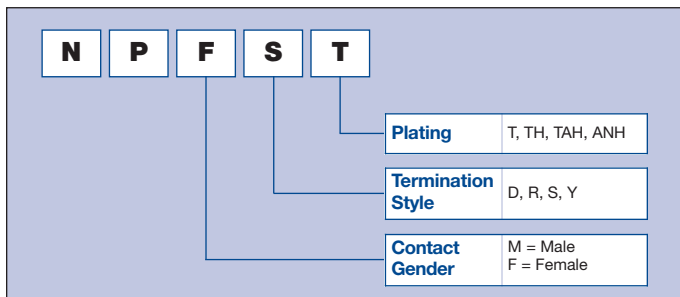 N P F S T
Plating T, TH, TAH, ANH
Termination
Style
D, R, S, Y
Contact
Gender
M = Male
F = Female